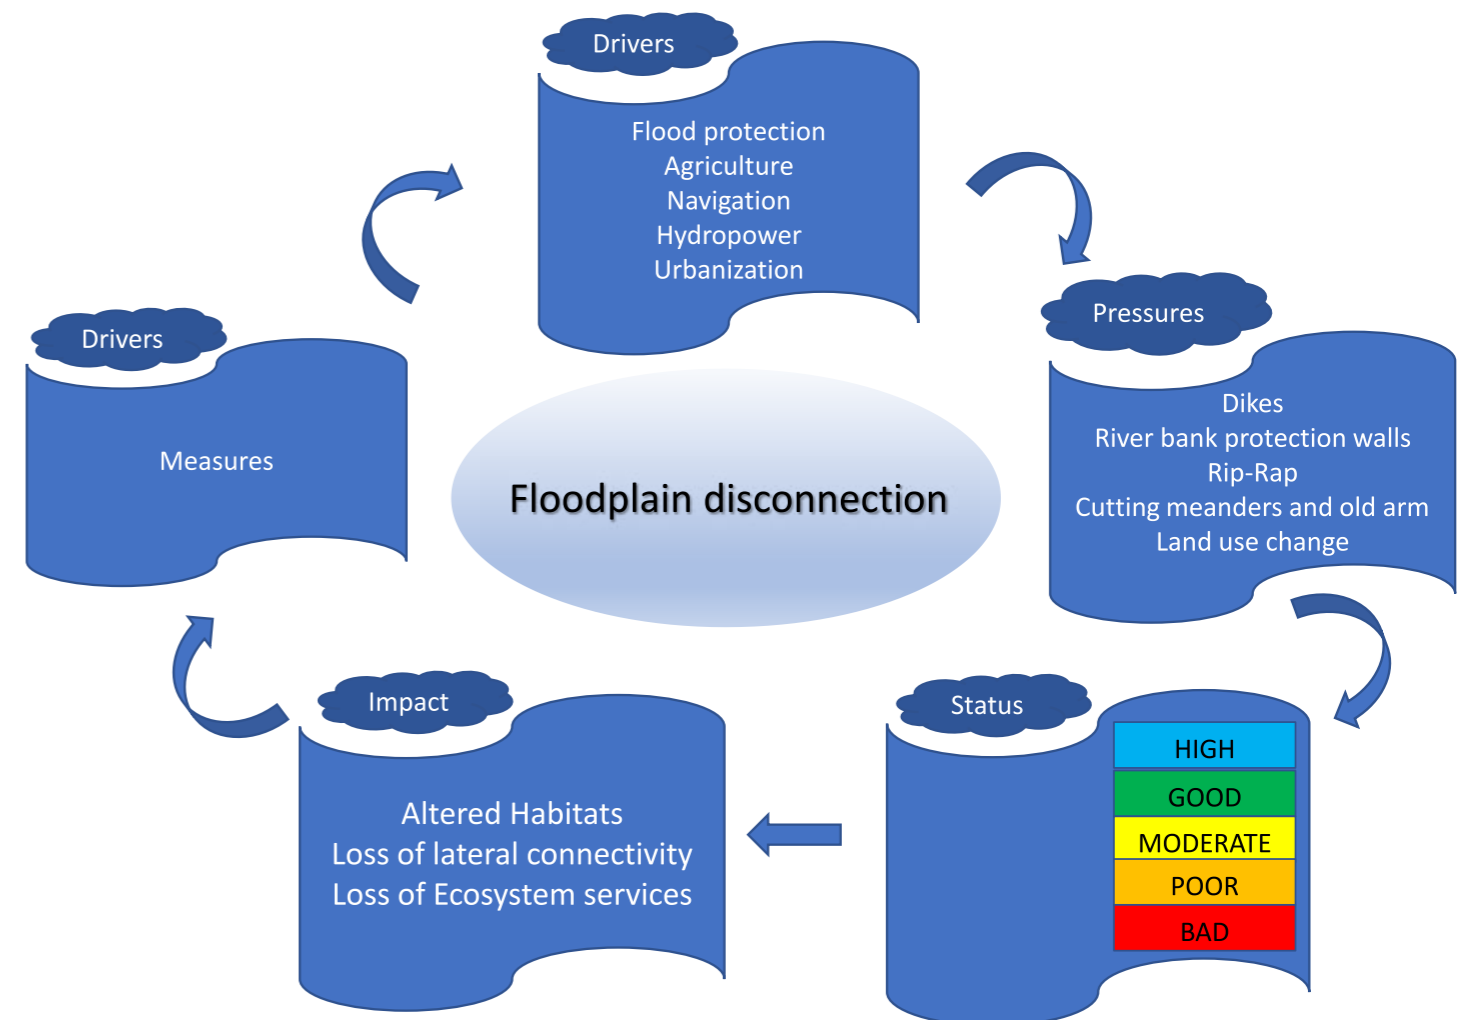 Drivers
Flood protection
Agriculture
Navigation
Hydropower
Urbanization
Pressures
Dikes
River bank protection walls
Rip-Rap
Cutting meanders and old arm
Land use change
Status
HIGH
GOOD
MODERATE
POOR
BAD
Impact
Altered Habitats
Loss of lateral connectivity
Loss of Ecosystem services
Drivers
Measures
Floodplain disconnection